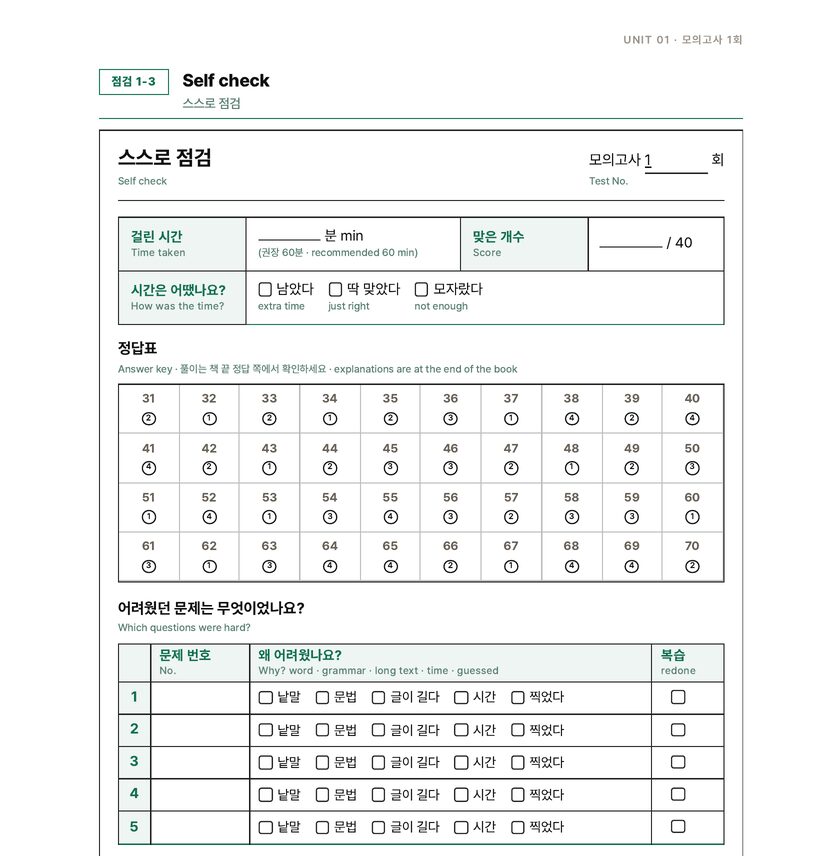 UNIT 01 · 모의고사 1회
점검 1-3 Self check
스스로 점검
스스로 점검 모의고사 1 회
Self check Test No.
걸린 시간 분 min 맞은 개수 / 40
Time taken (권장 60분 · recommended 60 min) Score
시간은 어땠나요? 남았다 딱 맞았다 모자랐다
How was the time? extra time just right not enough
정답표
Answer key · 풀이는 책 끝 정답 쪽에서 확인하세요 · explanations are at the end of the book
31 32 33 34 35 36 37 38 39 40
② ① ② ① ② ③ ① ④ ② ④
41 42 43 44 45 46 47 48 49 50
④ ② ① ② ③ ③ ② ① ② ③
51 52 53 54 55 56 57 58 59 60
① ④ ① ③ ④ ③ ② ③ ③ ①
61 62 63 64 65 66 67 68 69 70
③ ① ③ ④ ④ ② ① ④ ④ ②
어려웠던 문제는 무엇이었나요?
Which questions were hard?
문제 번호 왜 어려웠나요? 복습
No. Why? word · grammar · long text · time · guessed redone
1 낱말 문법 글이 길다 시간 찍었다
2 낱말 문법 글이 길다 시간 찍었다
3 낱말 문법 글이 길다 시간 찍었다
4 낱말 문법 글이 길다 시간 찍었다
5 낱말 문법 글이 길다 시간 찍었다